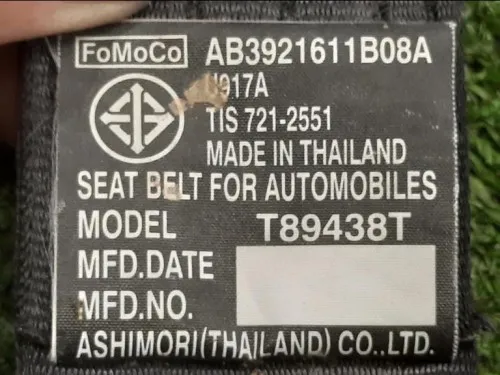 FoMoCo AB3921611B08A
917A
TIS 721-2551
MADE IN THAILAND
SEAT BELT FOR AUTOMOBILES
MODEL T89438T
MFD.DATE
MFD.NO.
ASHIMORI(THAILAND) CO.,LTD.